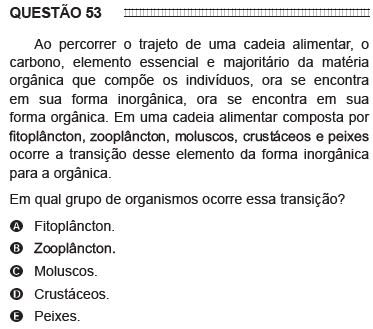 QUESTÃO 53
Ao percorrer o trajeto de uma cadeia alimentar, o
carbono, elemento essencial e majoritário da matéria
orgânica que compõe os indivíduos, ora se encontra
em sua forma inorgânica, ora se encontra em sua
forma orgânica. Em uma cadeia alimentar composta por
fitoplâncton, zooplâncton, moluscos, crustáceos e peixes
ocorre a transição desse elemento da forma inorgânica
para a orgânica.
Em qual grupo de organismos ocorre essa transição?
A Fitoplâncton.
B Zooplâncton.
C Moluscos.
D Crustáceos.
E Peixes.